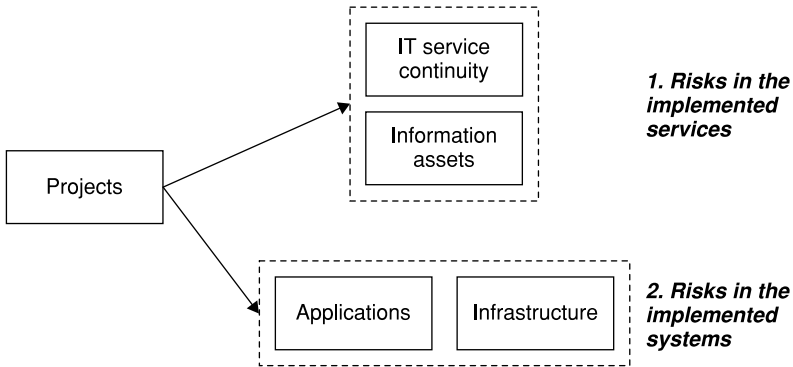 IT service
continuity
Information
assets
1. Risks in the
implemented
services
Projects
Applications
Infrastructure
2. Risks in the
implemented
systems